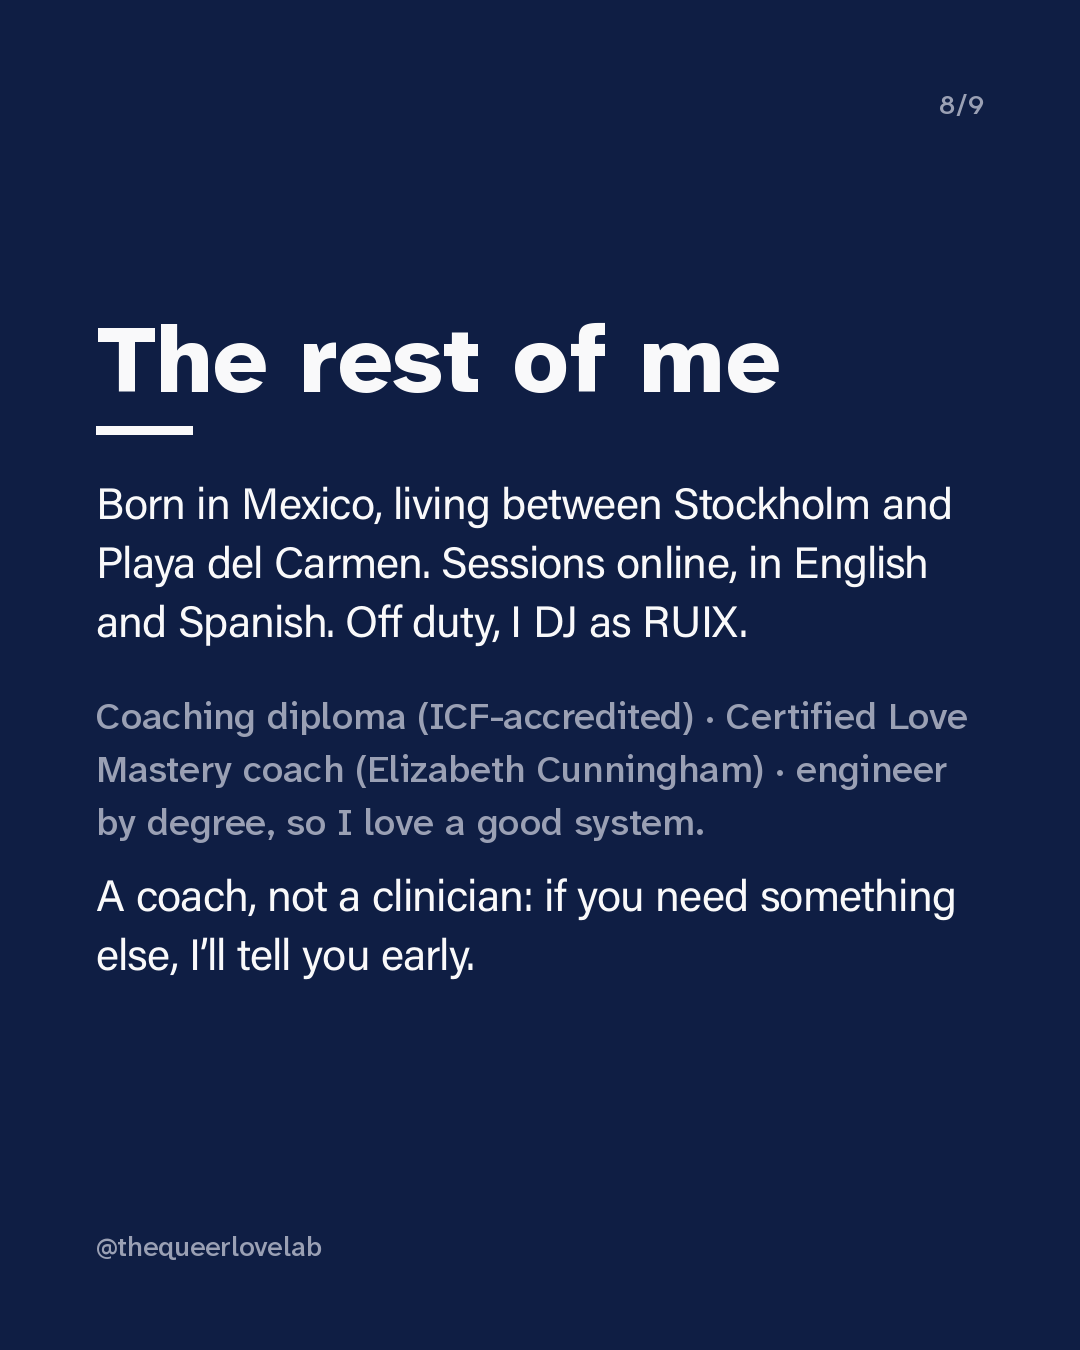 8/9
The rest of me
Born in Mexico, living between Stockholm and
Playa del Carmen. Sessions online, in English
and Spanish. Off duty, I DJ as RUIX.
Coaching diploma (ICF-accredited) · Certified Love
Mastery coach (Elizabeth Cunningham) · engineer
by degree, so I love a good system.
A coach, not a clinician: if you need something
else, I’ll tell you early.
@thequeerlovelab